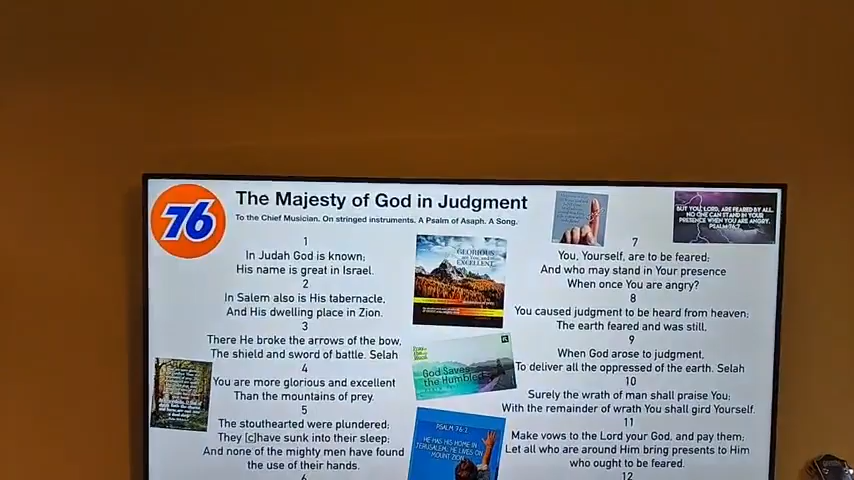 76
The Majesty of God in Judgment
To the Chief Musician. On stringed instruments. A Psalm of Asaph. A Song.
1
In Judah God is known;
His name is great in Israel.
2
In Salem also is His tabernacle,
And His dwelling place in Zion.
3
There He broke the arrows of the bow,
The shield and sword of battle. Selah
4
You are more glorious and excellent
Than the mountains of prey.
5
The stouthearted were plundered;
They [c]have sunk into their sleep;
And none of the mighty men have found
the use of their hands.
6
GLORIOUS
are You, and
EXCELLENT
God Saves
the Humble
PSALM 76:2
HE HAS HIS HOME IN
JERUSALEM, HE LIVES ON
MOUNT ZION
BUT YOU, LORD, ARE FEARED BY ALL.
NO ONE CAN STAND IN YOUR
PRESENCE WHEN YOU ARE ANGRY.
PSALM 76:7
7
You, Yourself, are to be feared;
And who may stand in Your presence
When once You are angry?
8
You caused judgment to be heard from heaven;
The earth feared and was still,
9
When God arose to judgment,
To deliver all the oppressed of the earth. Selah
10
Surely the wrath of man shall praise You;
With the remainder of wrath You shall gird Yourself.
11
Make vows to the Lord your God, and pay them;
Let all who are around Him bring presents to Him
who ought to be feared.
12